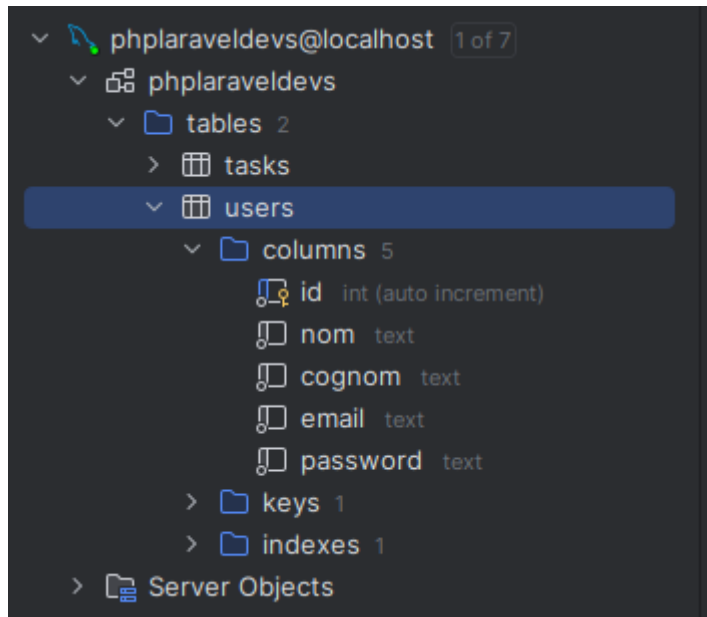 phplaraveldevs@localhost 1 of 7
phplaraveldevs
tables 2
tasks
users
columns 5
id int (auto increment)
nom text
cognom text
email text
password text
keys 1
indexes 1
Server Objects